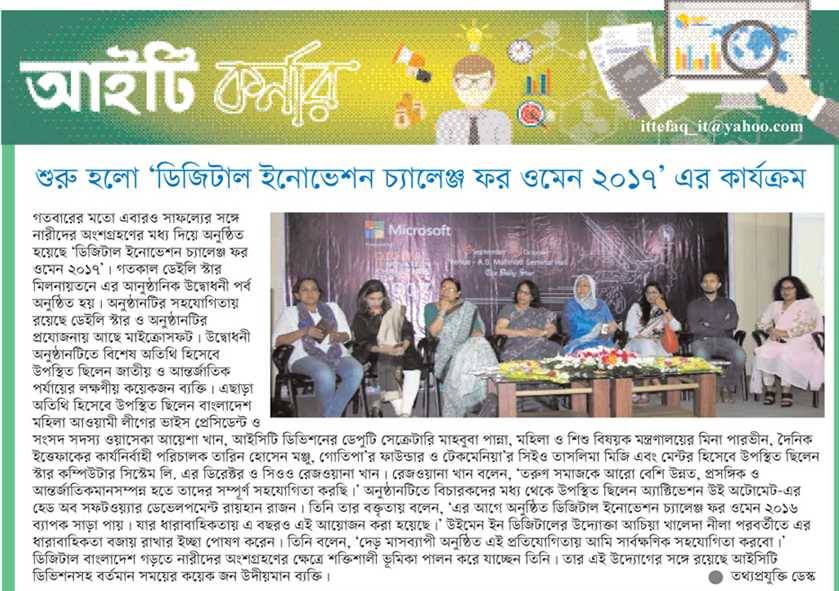 আইটি কর্নার
ittefaq_it@yahoo.com
শুরু হলো ‘ডিজিটাল ইনোভেশন চ্যালেঞ্জ ফর ওমেন ২০১৭’ এর কার্যক্রম
গতবারের মতো এবারও সাফল্যের সঙ্গে
নারীদের অংশগ্রহণের মধ্য দিয়ে অনুষ্ঠিত
হয়েছে ‘ডিজিটাল ইনোভেশন চ্যালেঞ্জ ফর
ওমেন ২০১৭’। গতকাল ডেইলি স্টার
মিলনায়তনে এর আনুষ্ঠানিক উদ্বোধনী পর্ব
অনুষ্ঠিত হয়। অনুষ্ঠানটির সহযোগিতায়
রয়েছে ডেইলি স্টার ও অনুষ্ঠানটির
প্রযোজনায় আছে মাইক্রোসফট। উদ্বোধনী
অনুষ্ঠানটিতে বিশেষ অতিথি হিসেবে
উপস্থিত ছিলেন জাতীয় ও আন্তর্জাতিক
পর্যায়ের লক্ষণীয় কয়েকজন ব্যক্তি। এছাড়া
অতিথি হিসেবে উপস্থিত ছিলেন বাংলাদেশ
মহিলা আওয়ামী লীগের ভাইস প্রেসিডেন্ট ও
Microsoft
Venue - A.S. Mahmud Seminar Hall
The Daily Star
সংসদ সদস্য ওয়াসেকা আয়েশা খান, আইসিটি ডিভিশনের ডেপুটি সেক্রেটারি মাহবুবা পান্না, মহিলা ও শিশু বিষয়ক মন্ত্রণালয়ের মিনা পারভীন, দৈনিক
ইত্তেফাকের কার্যনির্বাহী পরিচালক তারিন হোসেন মঞ্জু, গোতিপা’র ফাউন্ডার ও টেকমেনিয়া’র সিইও তাসলিমা মিজি এবং মেন্টর হিসেবে উপস্থিত ছিলেন
স্টার কম্পিউটার সিস্টেম লি. এর ডিরেক্টর ও সিওও রেজওয়ানা খান। রেজওয়ানা খান বলেন, ‘তরুণ সমাজকে আরো বেশি উন্নত, প্রসঙ্গিক ও
আন্তর্জাতিকমানসম্পন্ন হতে তাদের সম্পূর্ণ সহযোগিতা করছি।’ অনুষ্ঠানটিতে বিচারকদের মধ্য থেকে উপস্থিত ছিলেন অ্যাষ্টিভেশন উই অটোমেট-এর
হেড অব সফটওয়্যার ডেভেলপমেন্ট রায়হান রাজন। তিনি তার বক্তৃতায় বলেন, ‘এর আগে অনুষ্ঠিত ডিজিটাল ইনোভেশন চ্যালেঞ্জ ফর ওমেন ২০১৬
ব্যাপক সাড়া পায়। যার ধারাবাহিকতায় এ বছরও এই আয়োজন করা হয়েছে।’ উইমেন ইন ডিজিটালের উদ্যোক্তা আচিয়া খালেদা নীলা পরবর্তীতে এর
ধারাবাহিকতা বজায় রাখার ইচ্ছা পোষণ করেন। তিনি বলেন, ‘দেড় মাসব্যাপী অনুষ্ঠিত এই প্রতিযোগিতায় আমি সার্বক্ষণিক সহযোগিতা করবো।’
ডিজিটাল বাংলাদেশ গড়তে নারীদের অংশগ্রহণের ক্ষেত্রে শক্তিশালী ভূমিকা পালন করে যাচ্ছেন তিনি। তার এই উদ্যোগের সঙ্গে রয়েছে আইসিটি
ডিভিশনসহ বর্তমান সময়ের কয়েক জন উদীয়মান ব্যক্তি।
● তথ্যপ্রযুক্তি ডেস্ক